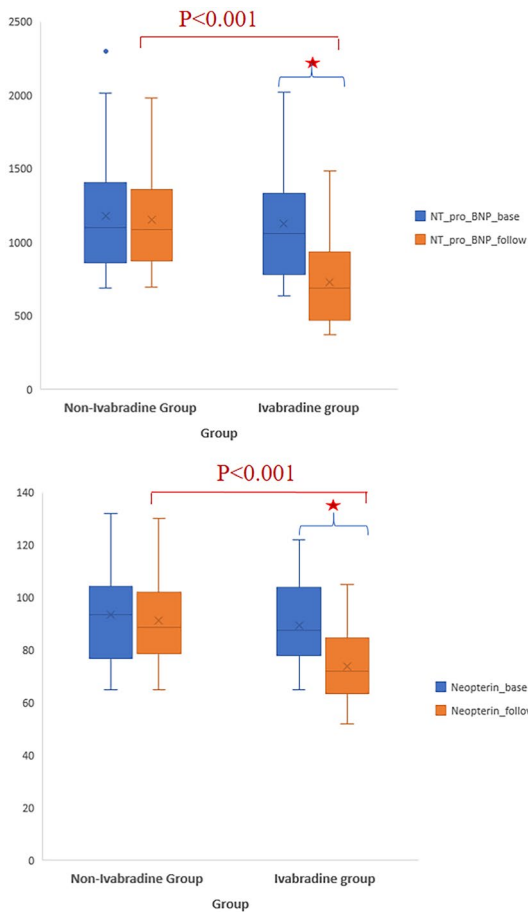 P<0.001
2500
2000
1500
1000
500
0
NT_pro_BNP_base
NT_pro_BNP_follow
Non-Ivabradine Group
Ivabradine group
Group
P<0.001
140
120
100
80
60
40
20
0
Neopterin_base
Neopterin_follow
Non-Ivabradine Group
Ivabradine group
Group